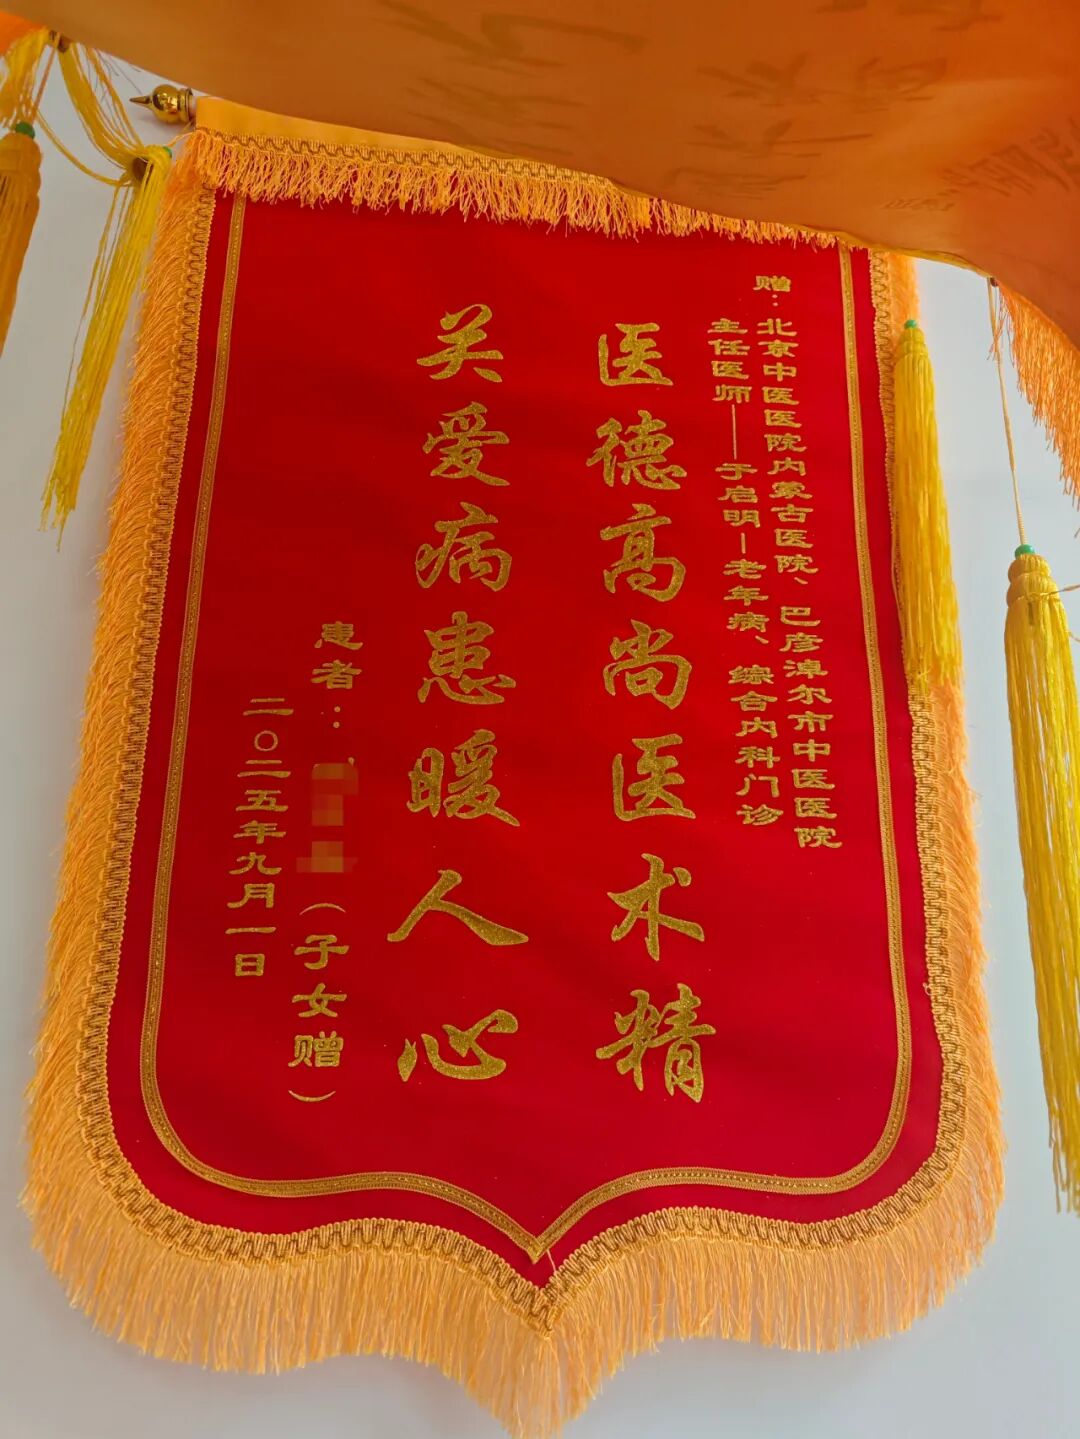 赠：北京中医医院内蒙古医院、巴彦淖尔市中医医院
主任医师——于启明－老年病、综合内科门诊
医德高尚医术精
关爱病患暖人心
患者：（子女赠）
二〇二五年九月一日